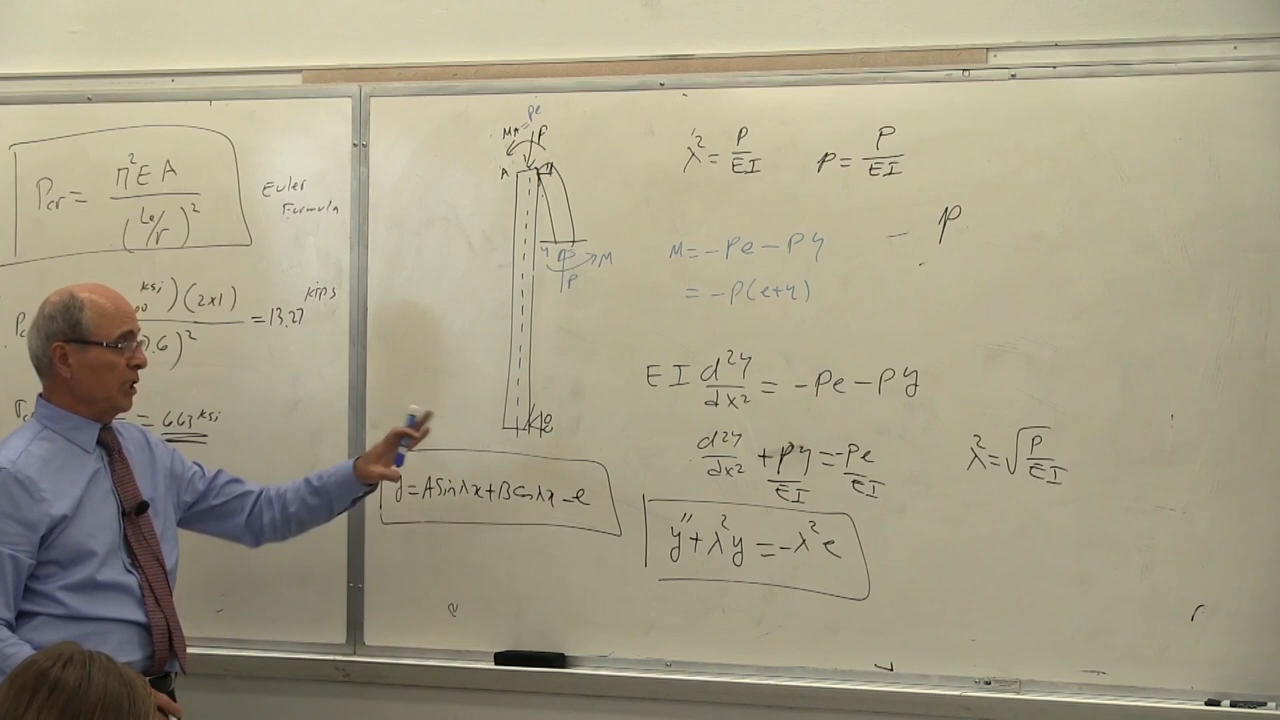 Pcr = π²EA / (Le/r)²
Euler
Formula
ksi)(2x1) / 7.6)² = 13.27 kips
= 663 ksi
MA = Pe
P
A
M
P
y = A Sin λx + B Cos λx - e
λ² = P/EI
p = P/EI
M = -Pe - Py
= -P(e+y)
- P
EI d²y/dx² = -Pe - Py
d²y/dx² + Py/EI = -Pe/EI
λ² = √P/EI
y" + λ²y = -λ²e